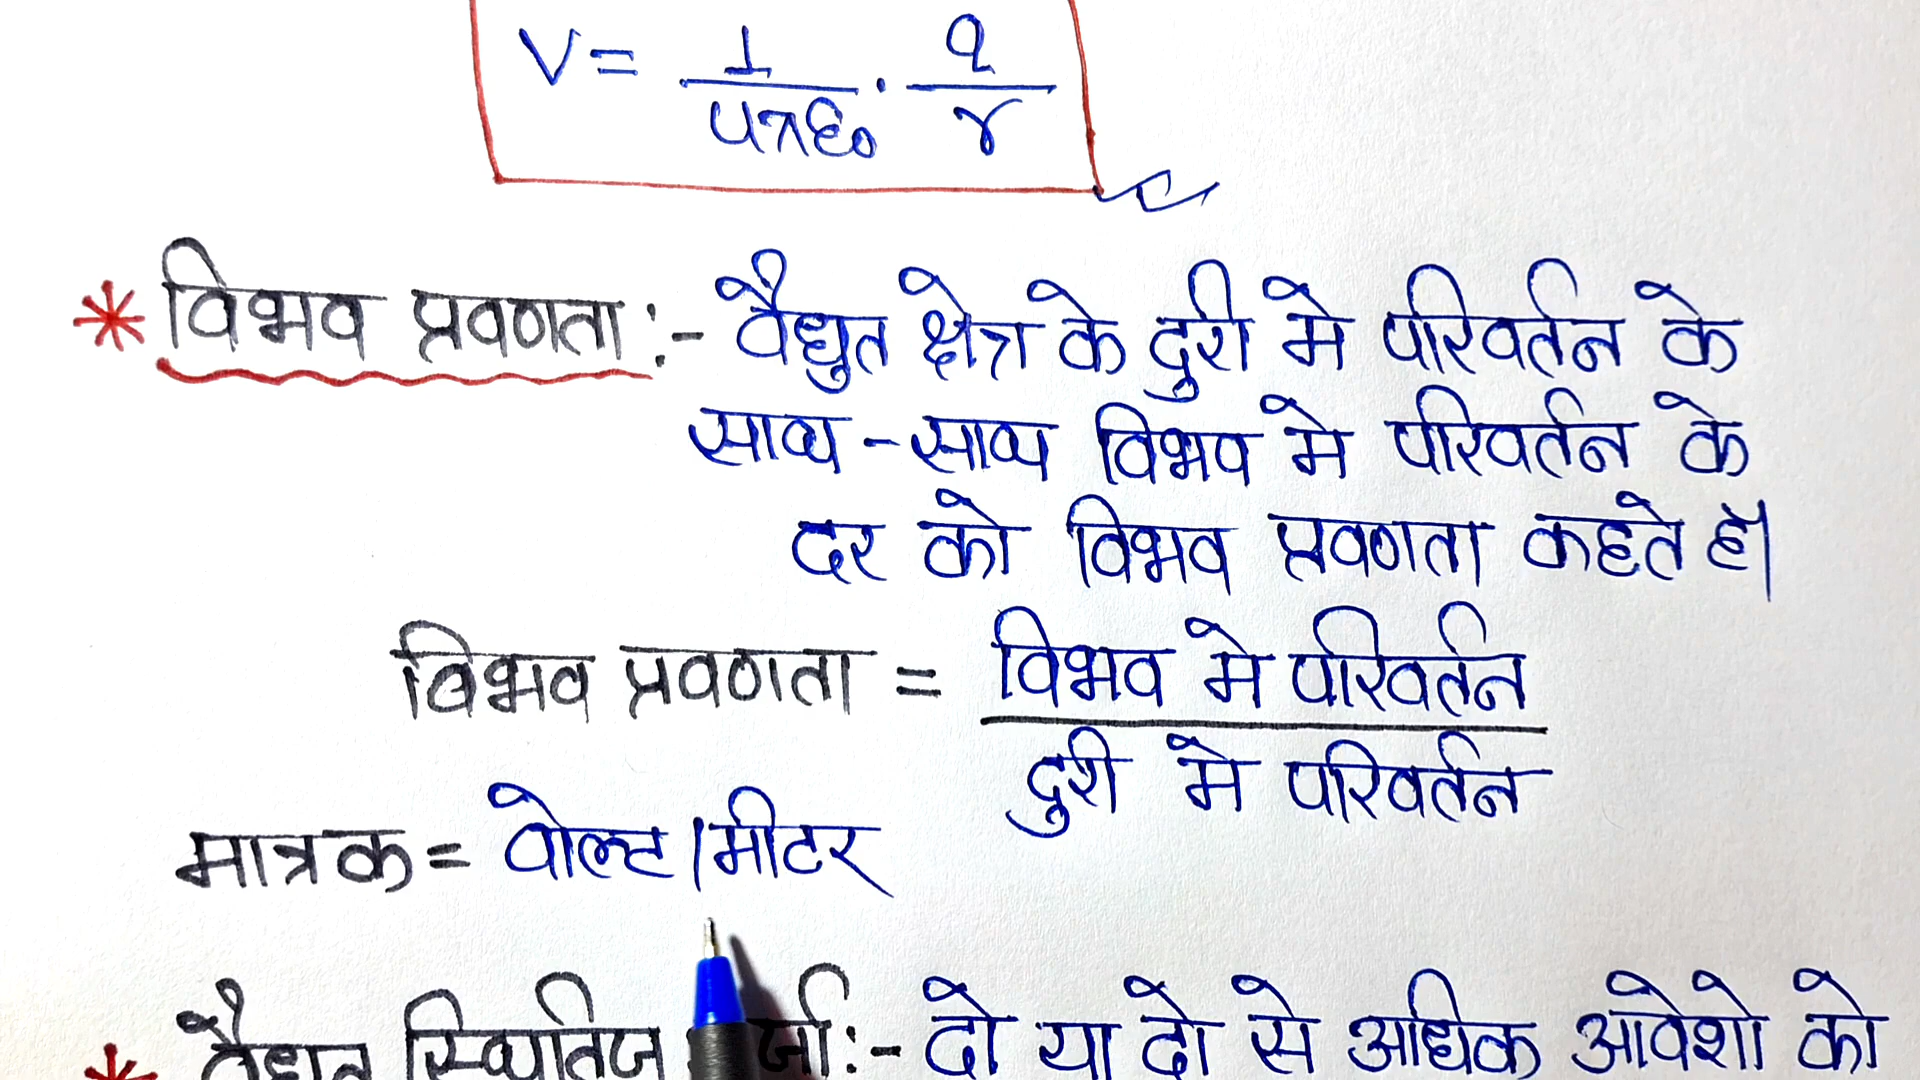 V = 1/4πε₀ · q/r
* विभव प्रवणता :- वैधुत क्षेत्र के दुरी मे परिवर्तन के
साथ - साथ विभव मे परिवर्तन के
दर को विभव प्रवणता कहते है।
विभव प्रवणता = विभव मे परिवर्तन
दुरी मे परिवर्तन
मात्रक = वोल्ट / मीटर
* वैधुत स्थितिज :- दो या दो से अधिक आवेशो को